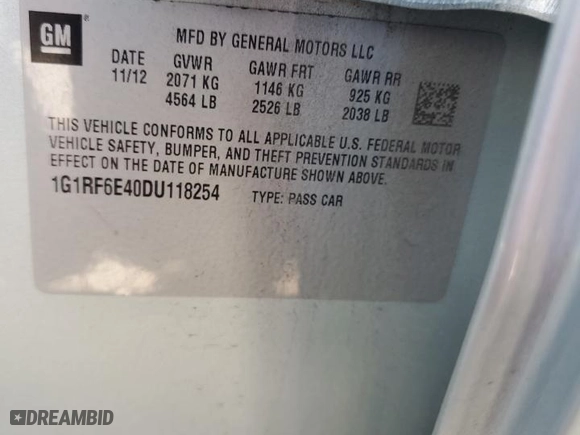 GM
MFD BY GENERAL MOTORS LLC
DATE GVWR GAWR FRT GAWR RR
11/12 2071 KG 1146 KG 925 KG
4564 LB 2526 LB 2038 LB
THIS VEHICLE CONFORMS TO ALL APPLICABLE U.S. FEDERAL MOTOR
VEHICLE SAFETY, BUMPER, AND THEFT PREVENTION STANDARDS IN
EFFECT ON THE DATE OF MANUFACTURE SHOWN ABOVE.
1G1RF6E40DU118254 TYPE: PASS CAR
DREAMBID